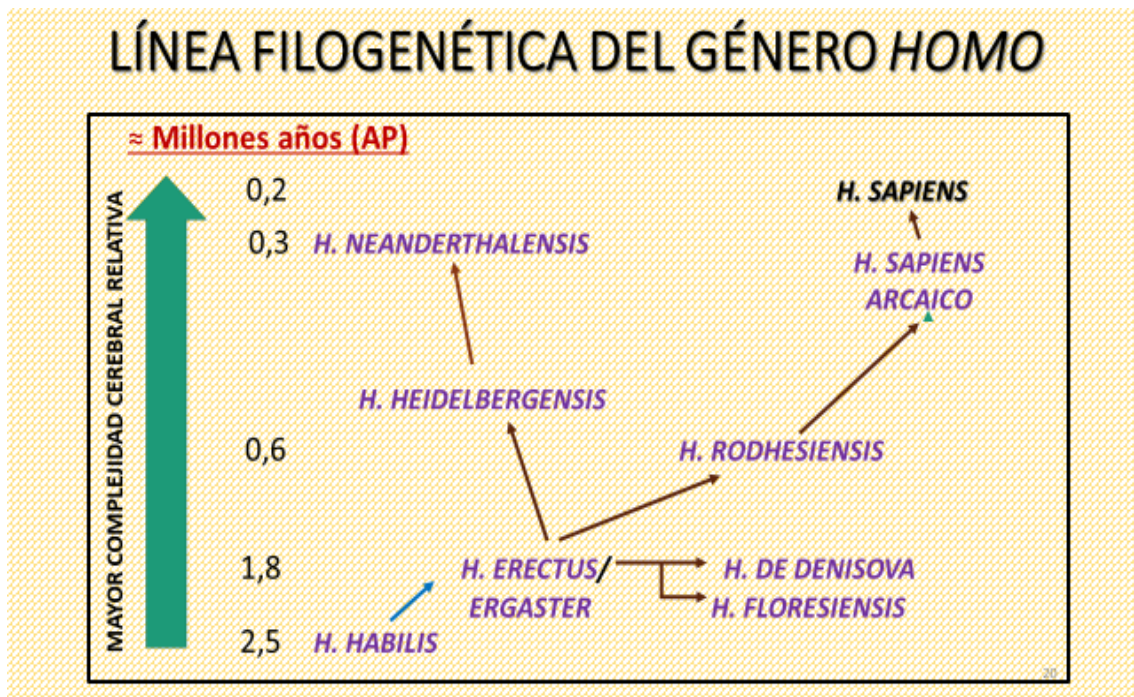 LÍNEA FILOGENÉTICA DEL GÉNERO HOMO
≈ Millones años (AP)
MAYOR COMPLEJIDAD CEREBRAL RELATIVA
0,2
H. SAPIENS
0,3
H. NEANDERTHALENSIS
H. SAPIENS
ARCAICO
H. HEIDELBERGENSIS
0,6
H. RODHESIENSIS
1,8
H. ERECTUS/
ERGASTER
H. DE DENISOVA
H. FLORESIENSIS
2,5
H. HABILIS
20